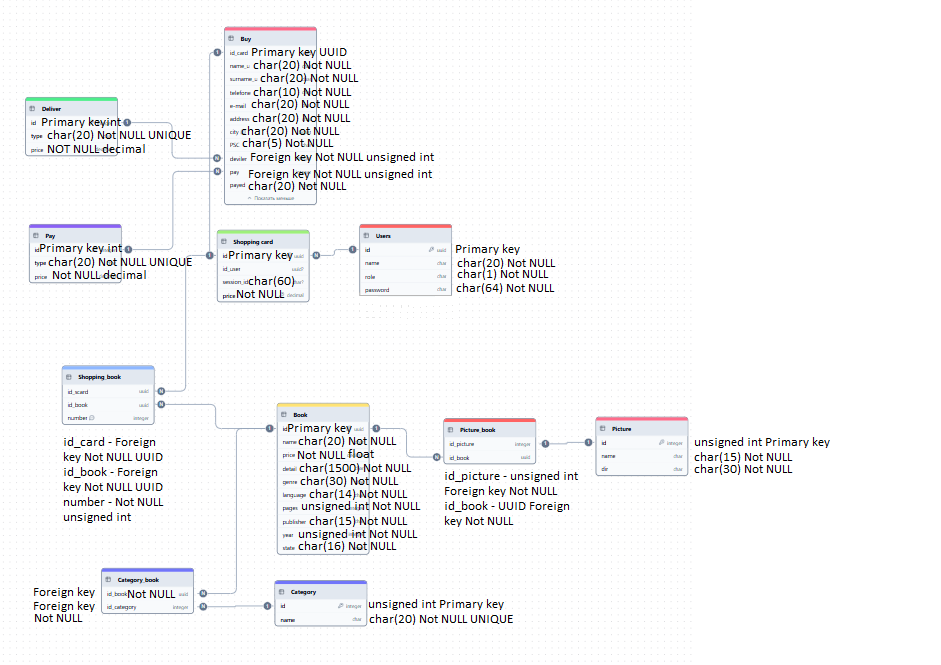 Buy
id_card Primary key UUID
name_u char(20) Not NULL
surname_u char(20) Not NULL
telefone char(10) Not NULL
e-mail char(20) Not NULL
address char(20) Not NULL
city char(20) Not NULL
PSC char(5) Not NULL
deviler Foreign key Not NULL unsigned int
pay Foreign key Not NULL unsigned int
payed char(20) Not NULL
Показать меньше
Deliver
id Primary key int
type char(20) Not NULL UNIQUE
price NOT NULL decimal
Pay
id Primary key int
type char(20) Not NULL UNIQUE
price Not NULL decimal
Shopping card
id Primary key uuid
id_user uuid?
session_id char(60) char?
price Not NULL decimal
Users
id uuid Primary key
name char char(20) Not NULL
role char char(1) Not NULL
password char char(64) Not NULL
Shopping_book
id_scard uuid
id_book uuid
number integer
id_card - Foreign
key Not NULL UUID
id_book - Foreign
key Not NULL UUID
number - Not NULL
unsigned int
Book
id Primary key uuid
name char(20) Not NULL
price Not NULL float
detail char(1500) Not NULL
genre char(30) Not NULL
language char(14) Not NULL
pages unsigned int Not NULL
publisher char(15) Not NULL
year unsigned int Not NULL
state char(16) Not NULL
Picture_book
id_picture integer
id_book uuid
id_picture - unsigned int
Foreign key Not NULL
id_book - UUID Foreign
key Not NULL
Picture
id integer unsigned int Primary key
name char char(15) Not NULL
dir char char(30) Not NULL
Category_book
Foreign key id_book Not NULL uuid
Foreign key id_category integer
Not NULL
Category
id integer unsigned int Primary key
name char char(20) Not NULL UNIQUE